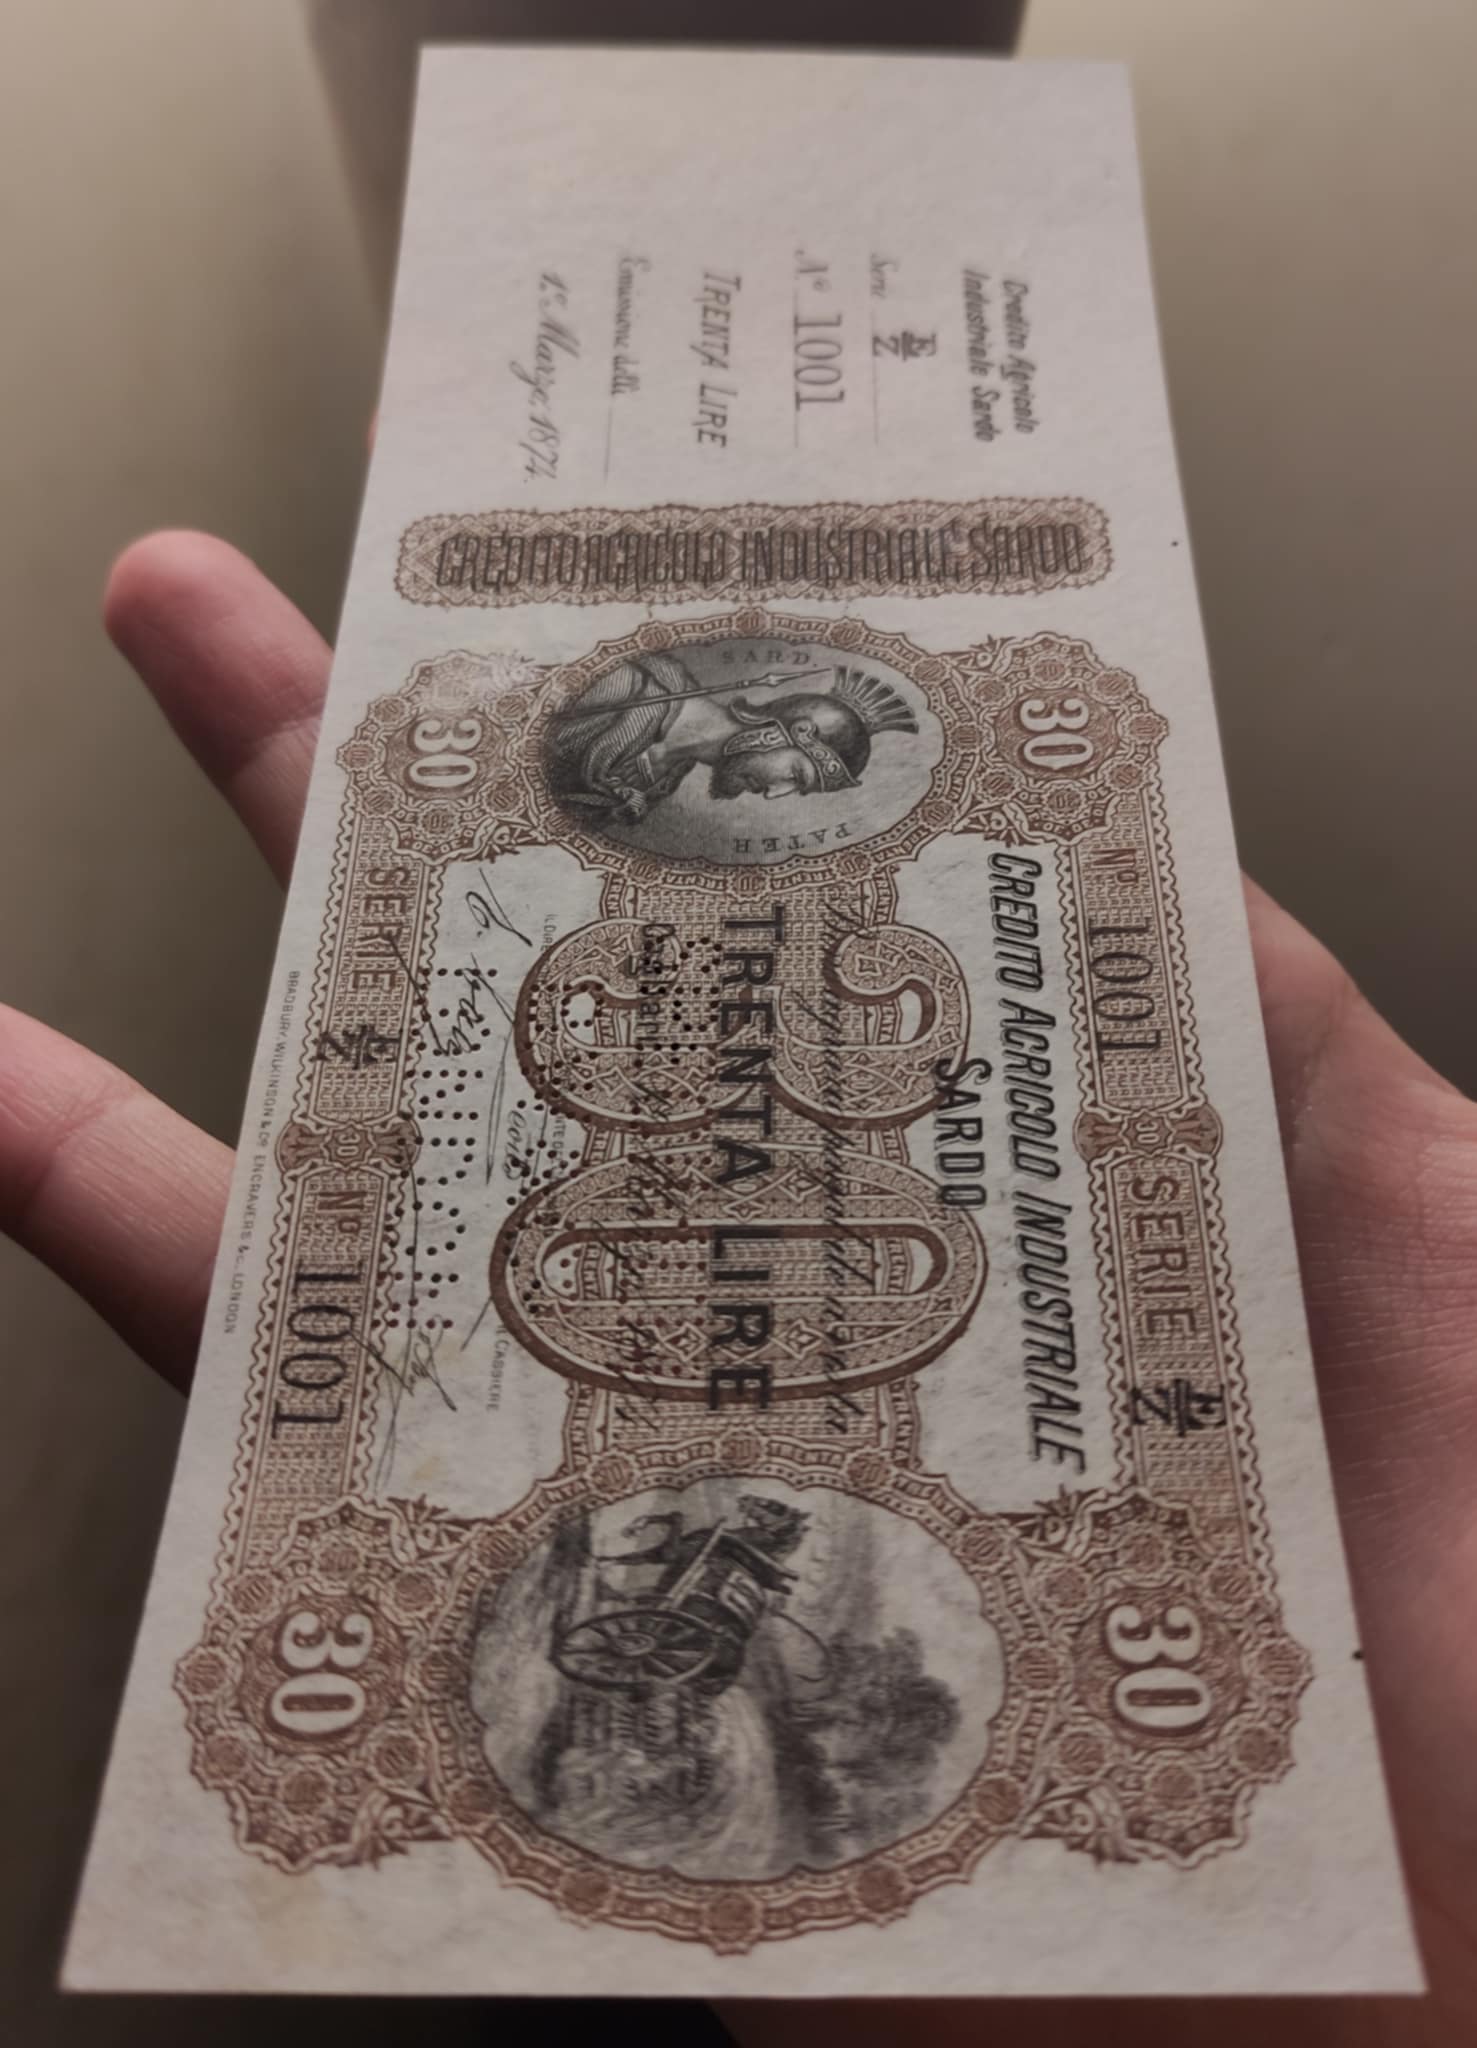 Credito Agricolo
Industriale Sardo
Serie E/Z
Nº 1001
TRENTA LIRE
Emissione delli
1º Marzo, 1874.
CREDITO AGRICOLO INDUSTRIALE SARDO
Nº 1001 SERIE E/Z
30
30
SARD. PATER
CREDITO AGRICOLO INDUSTRIALE
SARDO
30
TRENTA LIRE
Cagliari
CASSIERE
SERIE E/Z Nº 1001
30
30
BRADBURY, WILKINSON & Cº ENGRAVERS &c. LONDON